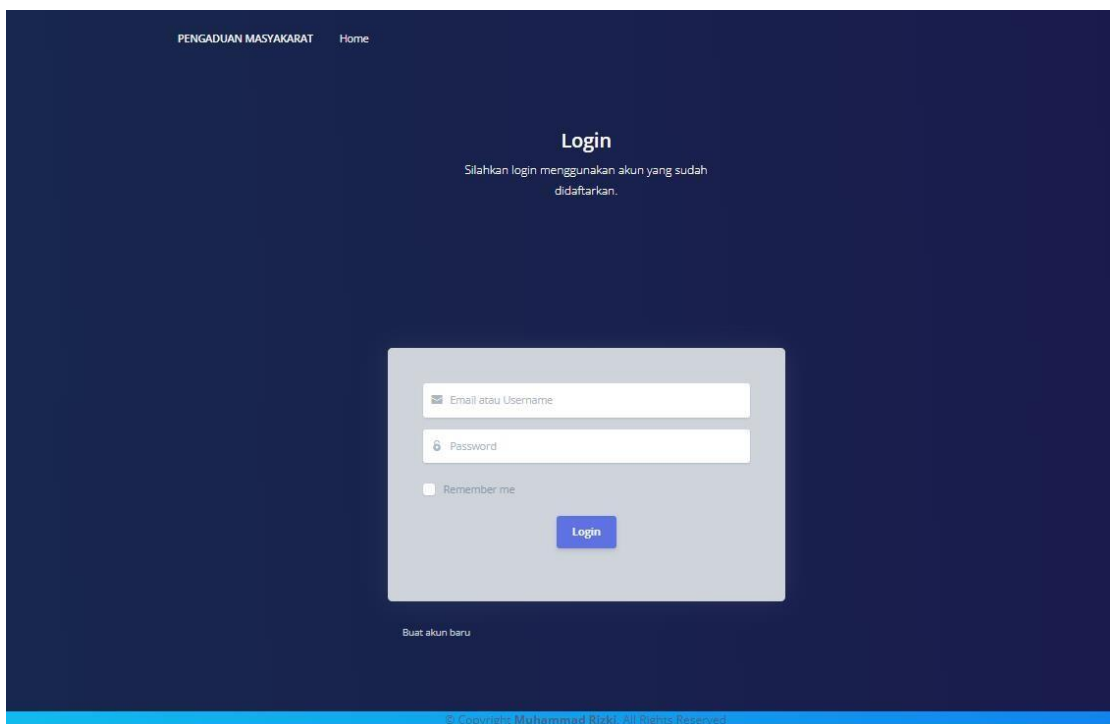 PENGADUAN MASYAKARAT Home
Login
Silahkan login menggunakan akun yang sudah
didaftarkan.
Email atau Username
Password
Remember me
Login
Buat akun baru
© Copyright Muhammad Rizki. All Rights Reserved